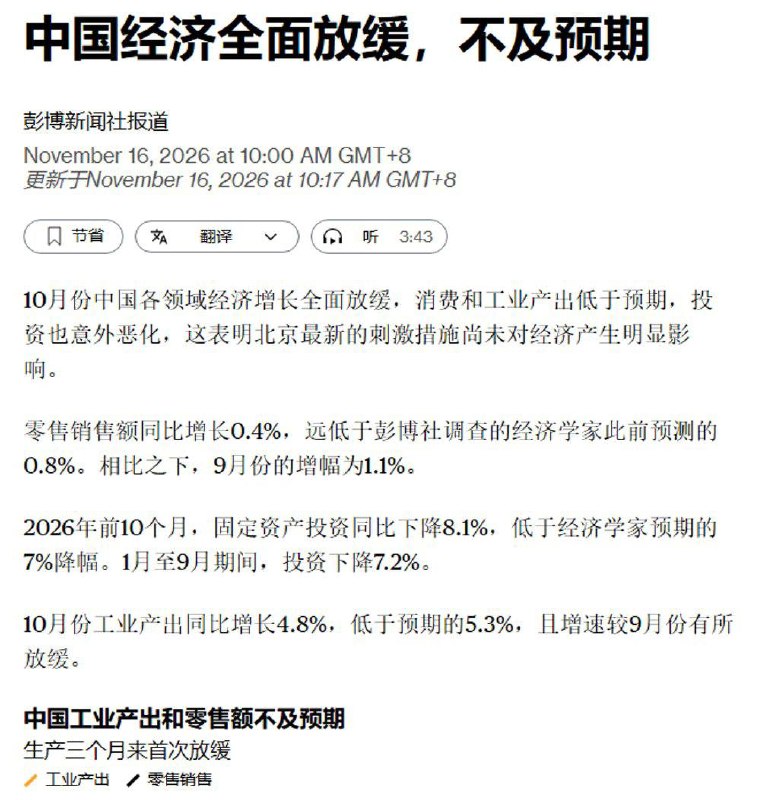 中国经济全面放缓，不及预期
彭博新闻社报道
November 16, 2026 at 10:00 AM GMT+8
更新于November 16, 2026 at 10:17 AM GMT+8
节省 翻译 听 3:43
10月份中国各领域经济增长全面放缓，消费和工业产出低于预期，投
资也意外恶化，这表明北京最新的刺激措施尚未对经济产生明显影
响。
零售销售额同比增长0.4%，远低于彭博社调查的经济学家此前预测的
0.8%。相比之下，9月份的增幅为1.1%。
2026年前10个月，固定资产投资同比下降8.1%，低于经济学家预期的
7%降幅。1月至9月期间，投资下降7.2%。
10月份工业产出同比增长4.8%，低于预期的5.3%，且增速较9月份有所
放缓。
中国工业产出和零售额不及预期
生产三个月来首次放缓
工业产出 零售销售